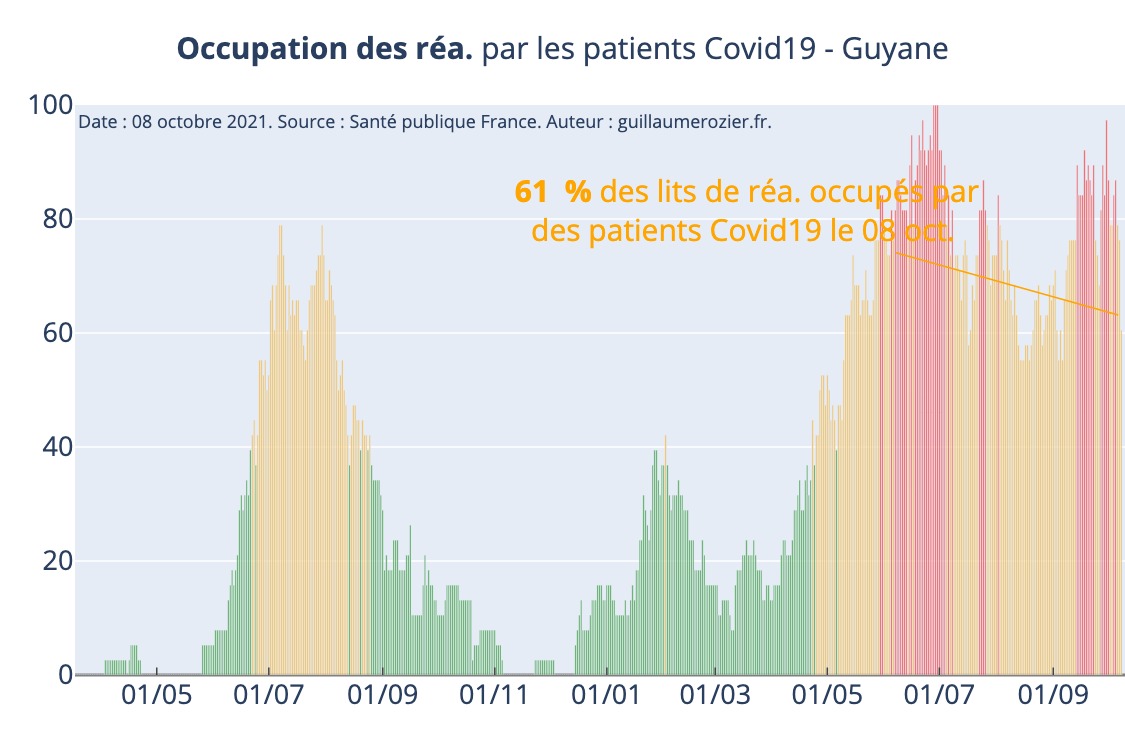 Occupation des réa. par les patients Covid19 - Guyane
100
Date : 08 octobre 2021. Source : Santé publique France. Auteur : guillaumerozier.fr.
61  % des lits de réa. occupés par
des patients Covid19 le 08 oct.
80
60
40
20
0
01/05 01/07 01/09 01/11 01/01 01/03 01/05 01/07 01/09